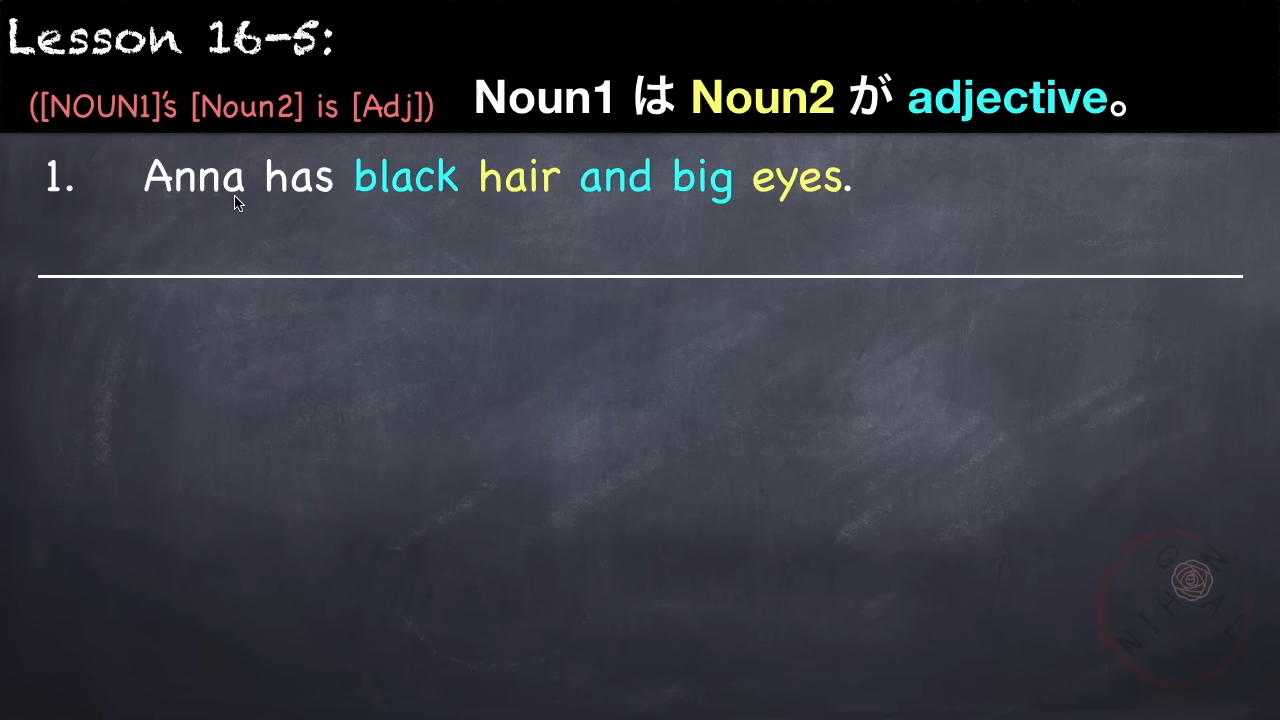 Lesson 16-5:
([NOUN1]'s [Noun2] is [Adj]) Noun1 は Noun2 が adjective。
1. Anna has black hair and big eyes.
NIHONGONAL